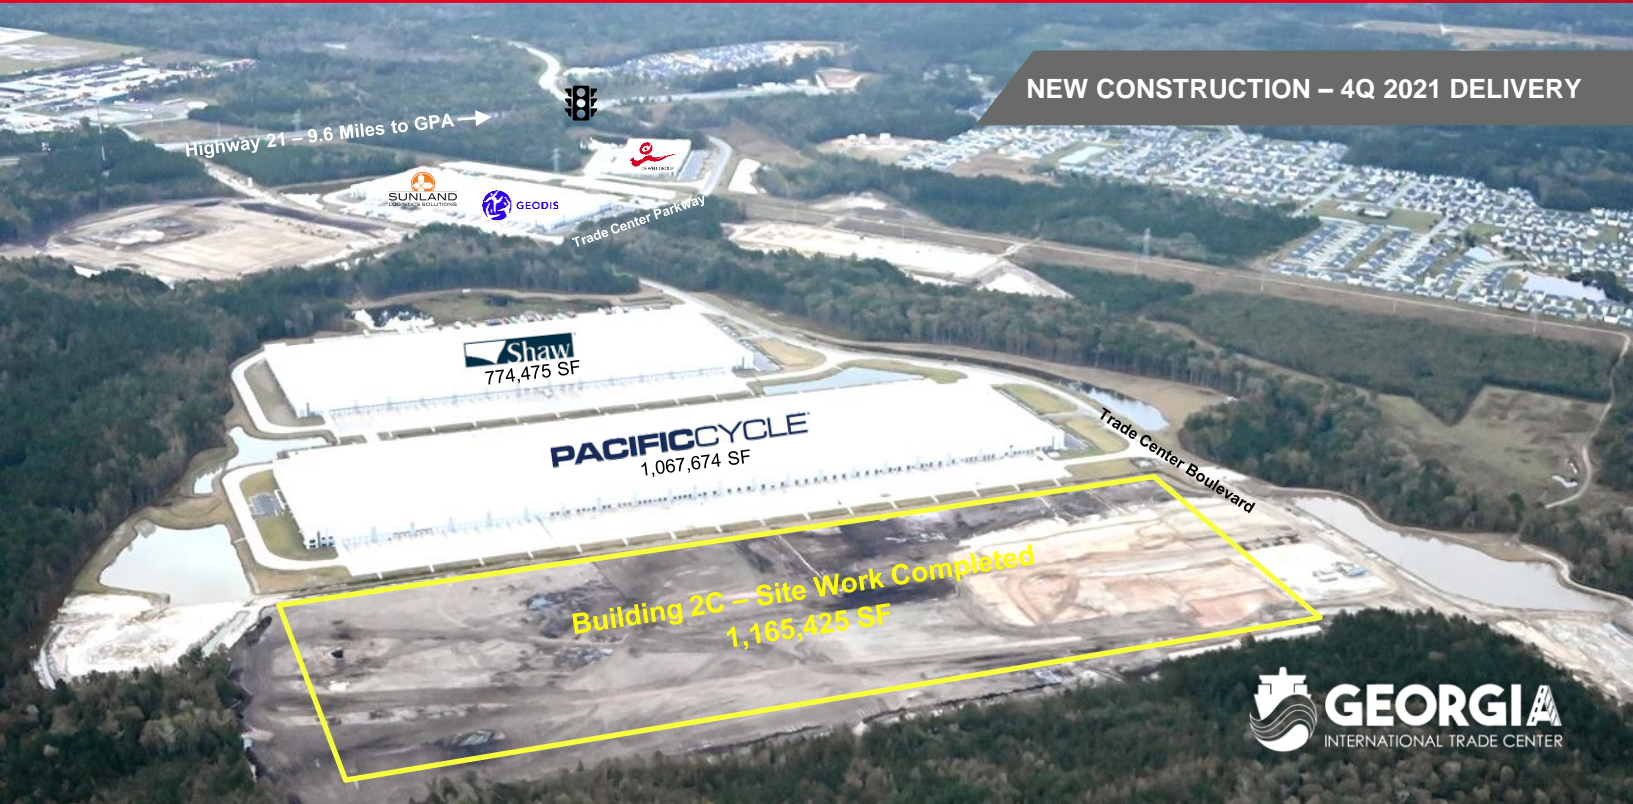 NEW CONSTRUCTION – 4Q 2021 DELIVERY
Highway 21 – 9.6 Miles to GPA
SUNLAND
LOGISTICS SOLUTIONS
GEODIS
Trade Center Parkway
Shaw
774,475 SF
PACIFICCYCLE
1,067,674 SF
Trade Center Boulevard
Building 2C – Site Work Completed
1,165,425 SF
GEORGIA
INTERNATIONAL TRADE CENTER